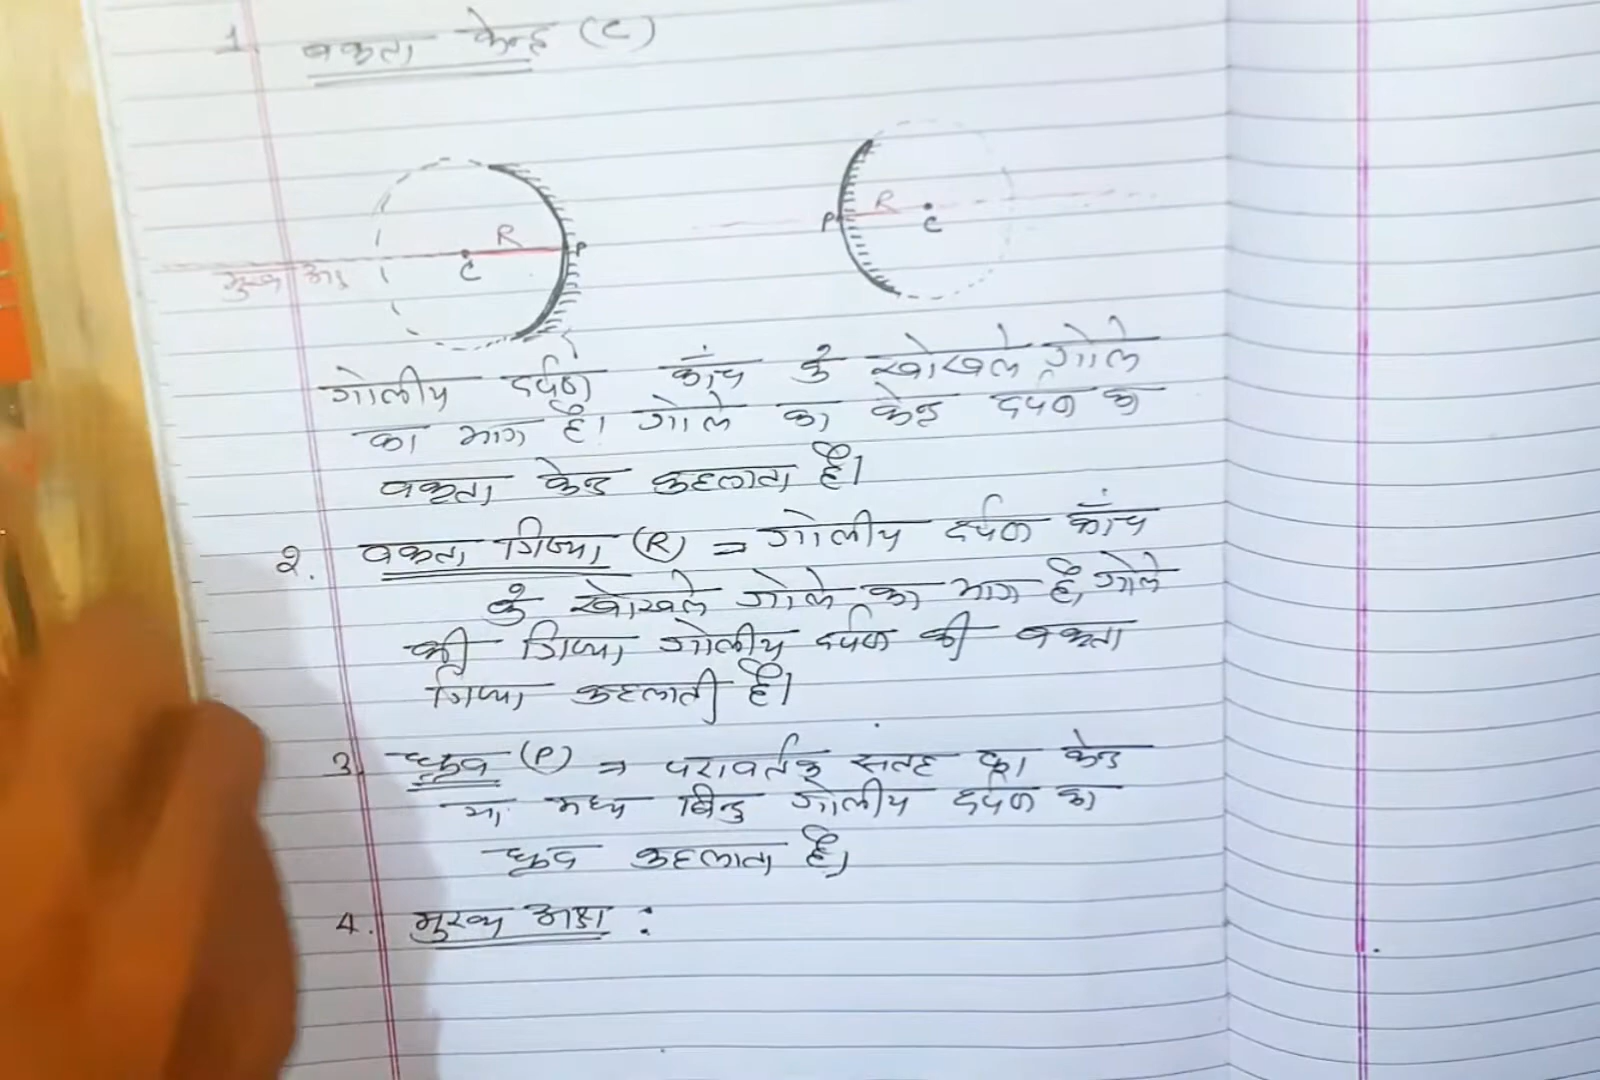 1. वक्रता केन्द्र (C)
R
P
C
मुख्य अक्ष
R
P
C
गोलीय दर्पण काँच के खोखले गोले
का भाग है। गोले का केन्द्र दर्पण का
वक्रता केन्द्र कहलाता है।
2. वक्रता त्रिज्या (R) ⇒ गोलीय दर्पण काँच
के खोखले गोले का भाग है, गोले
की त्रिज्या गोलीय दर्पण की वक्रता
त्रिज्या कहलाती है।
3. ध्रुव (P) ⇒ परावर्तक सतह का केन्द्र
या मध्य बिन्दु गोलीय दर्पण का
ध्रुव कहलाता है।
4. मुख्य अक्ष :